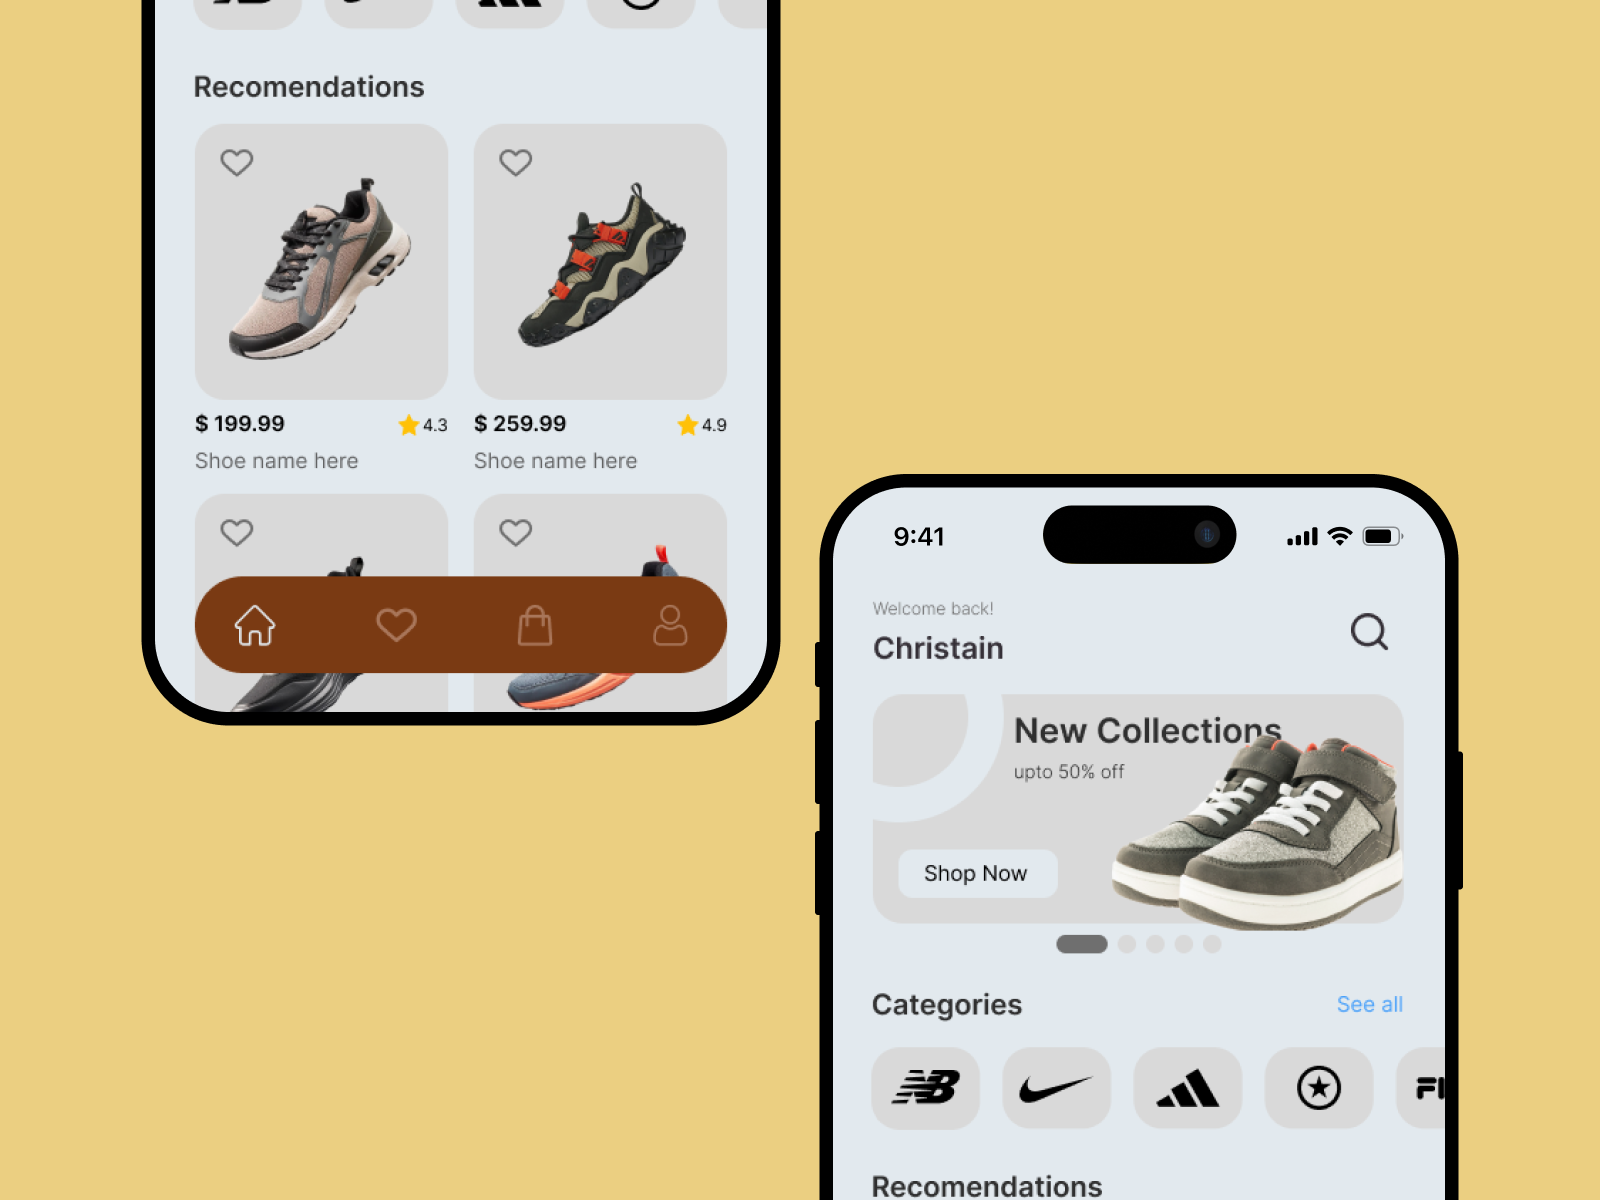 Recomendations
$ 199.99
4.3
$ 259.99
4.9
Shoe name here
Shoe name here
9:41
Welcome back!
Christain
New Collections
upto 50% off
Shop Now
Categories
See all
NB
Recomendations